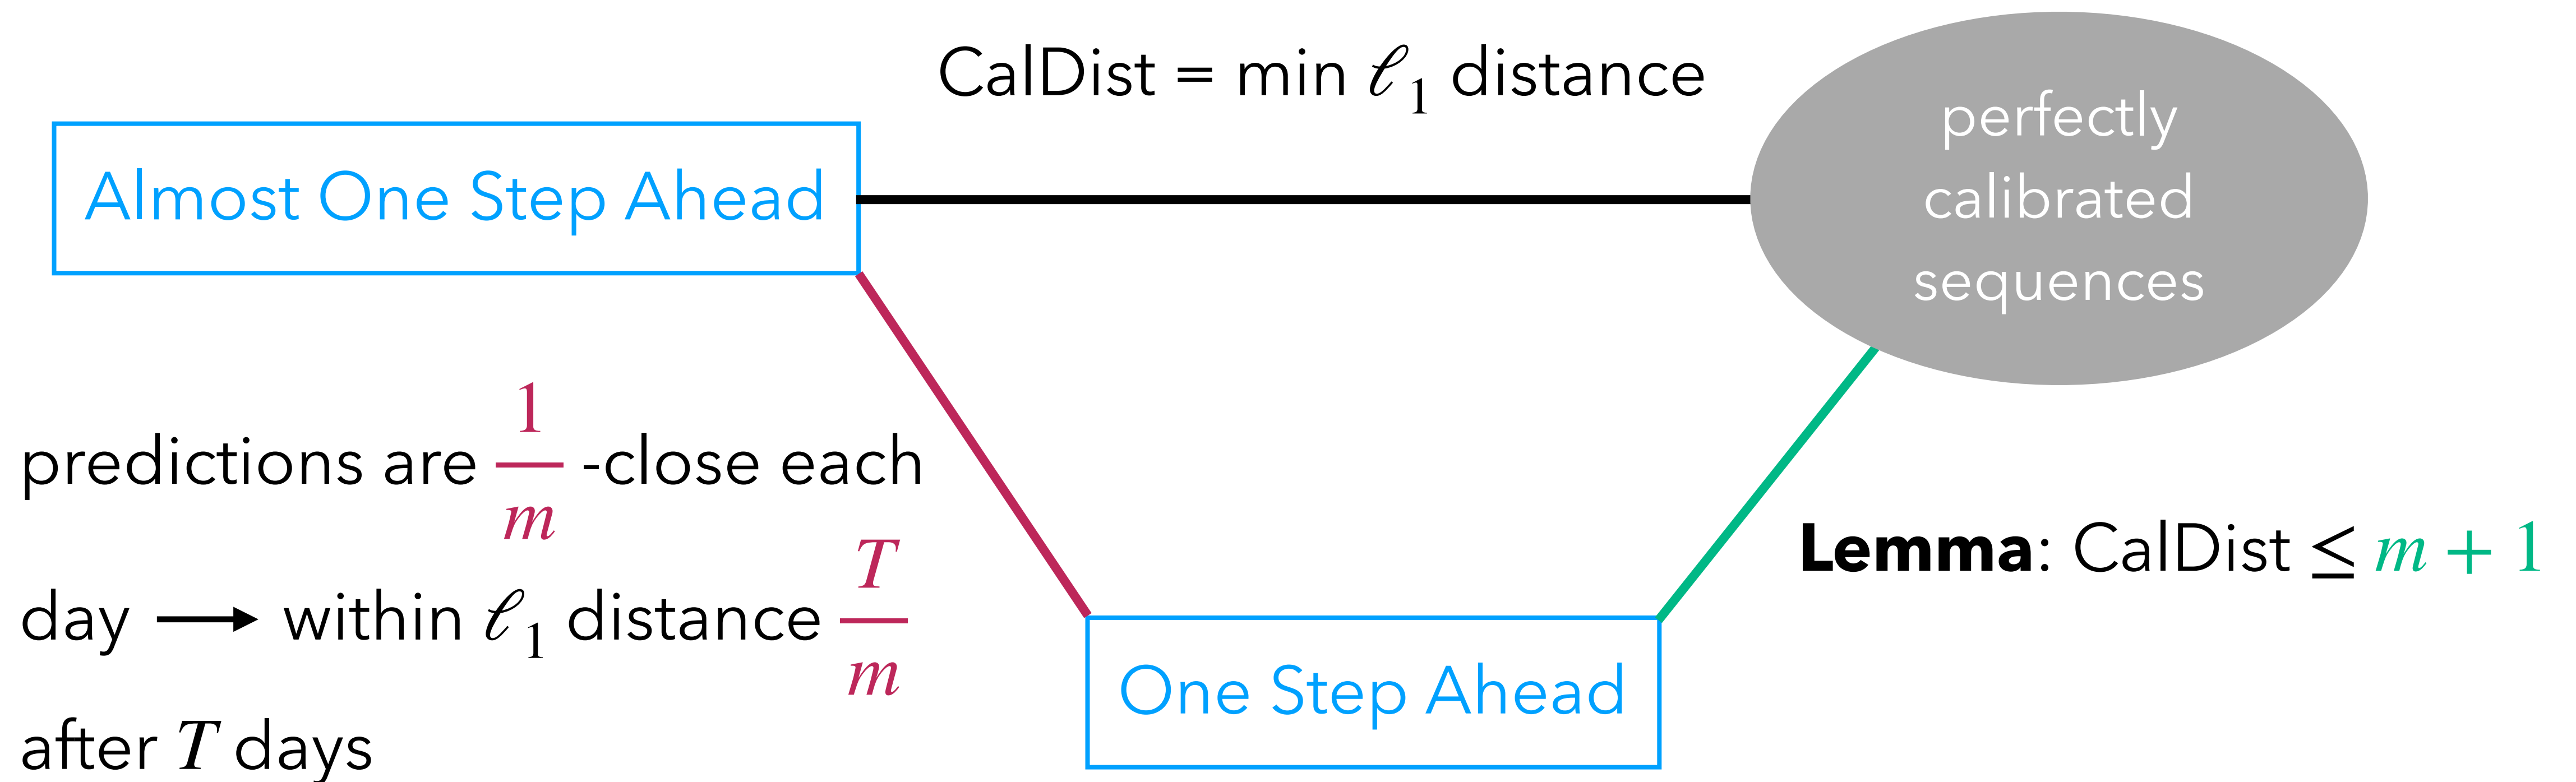 CalDist = min ℓ₁ distance
perfectly
calibrated
sequences
Almost One Step Ahead
predictions are 1/m -close each
day ⟶ within ℓ₁ distance T/m
after T days
Lemma: CalDist ≤ m + 1
One Step Ahead